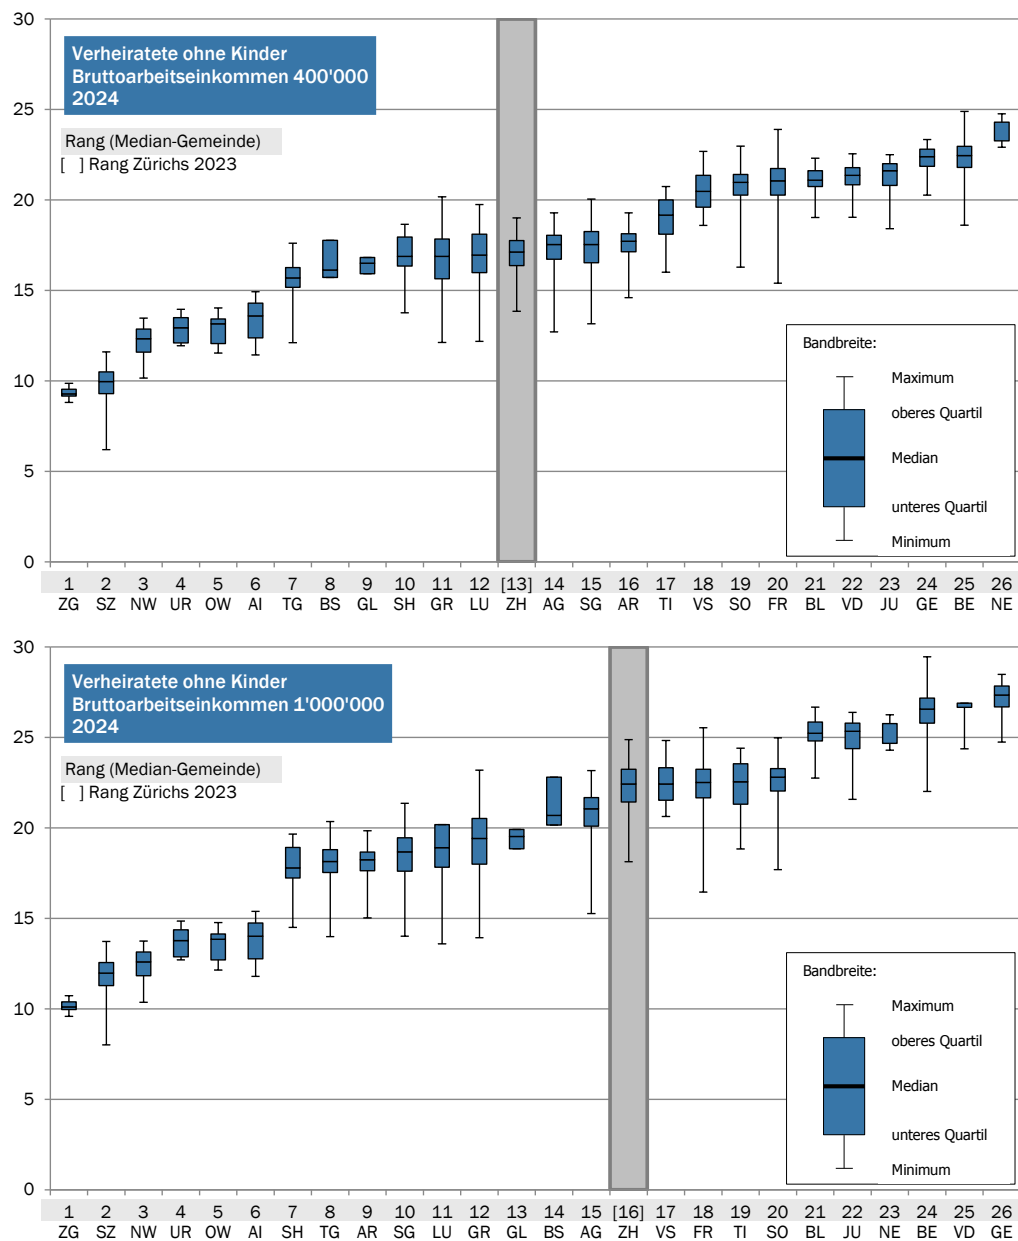 30
25
20
15
10
5
0
Verheiratete ohne Kinder
Bruttoarbeitseinkommen 400'000
2024
Rang (Median-Gemeinde)
[ ] Rang Zürichs 2023
Bandbreite:
Maximum
oberes Quartil
Median
unteres Quartil
Minimum
1 2 3 4 5 6 7 8 9 10 11 12 [13] 14 15 16 17 18 19 20 21 22 23 24 25 26
ZG SZ NW UR OW AI TG BS GL SH GR LU ZH AG SG AR TI VS SO FR BL VD JU GE BE NE
30
25
20
15
10
5
0
Verheiratete ohne Kinder
Bruttoarbeitseinkommen 1'000'000
2024
Rang (Median-Gemeinde)
[ ] Rang Zürichs 2023
Bandbreite:
Maximum
oberes Quartil
Median
unteres Quartil
Minimum
1 2 3 4 5 6 7 8 9 10 11 12 13 14 15 [16] 17 18 19 20 21 22 23 24 25 26
ZG SZ NW UR OW AI SH TG AR SG LU GR GL BS AG ZH VS FR TI SO BL JU NE BE VD GE